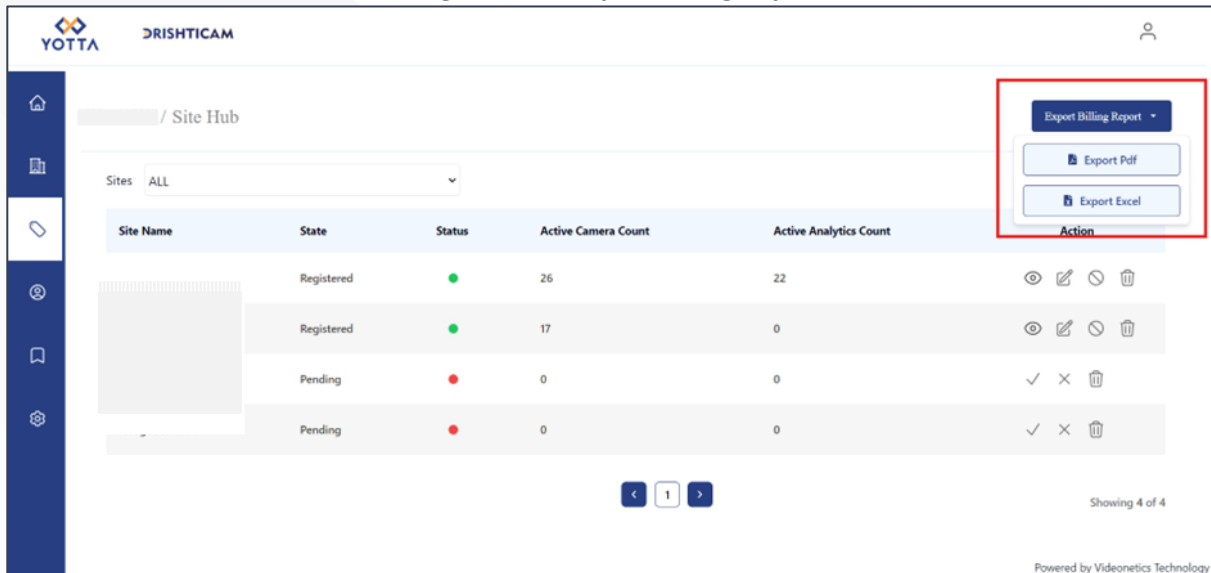 YOTTA DRISHTICAM
/ Site Hub
Export Billing Report
Export Pdf
Export Excel
Sites ALL
Site Name State Status Active Camera Count Active Analytics Count Action
Registered 26 22
Registered 17 0
Pending 0 0
Pending 0 0
1
Showing 4 of 4
Powered by Videonetics Technology